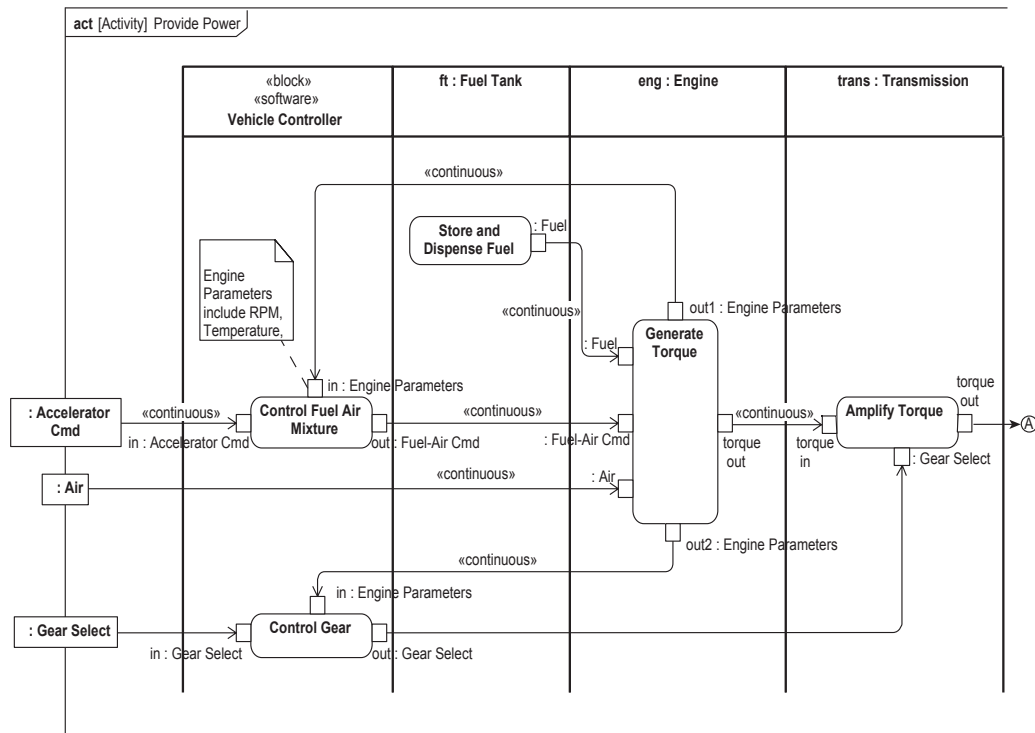 act [Activity] Provide Power
«block»
«software»
Vehicle Controller
ft : Fuel Tank
eng : Engine
trans : Transmission
«continuous»
Store and
Dispense Fuel
: Fuel
Engine
Parameters
include RPM,
Temperature,
«continuous»
out1 : Engine Parameters
Generate
Torque
: Fuel
in : Engine Parameters
: Accelerator
Cmd
«continuous»
in : Accelerator Cmd
Control Fuel Air
Mixture
out : Fuel-Air Cmd
«continuous»
: Fuel-Air Cmd
torque
out
«continuous»
torque
in
Amplify Torque
torque
out
A
: Gear Select
: Air
«continuous»
: Air
out2 : Engine Parameters
«continuous»
in : Engine Parameters
: Gear Select
in : Gear Select
Control Gear
out : Gear Select